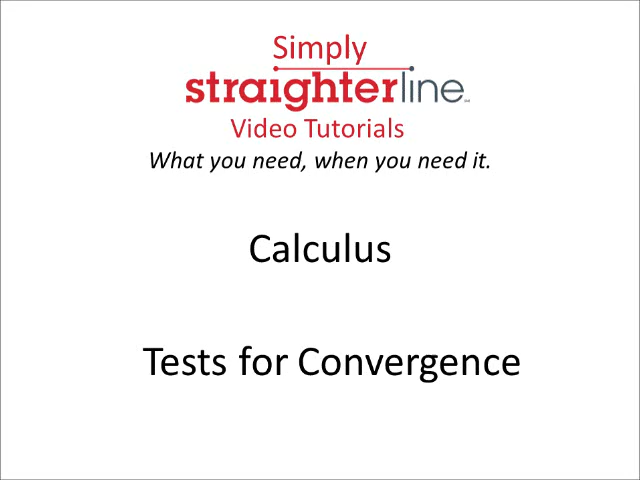 Simply
straighterline
Video Tutorials
What you need, when you need it.
Calculus
Tests for Convergence